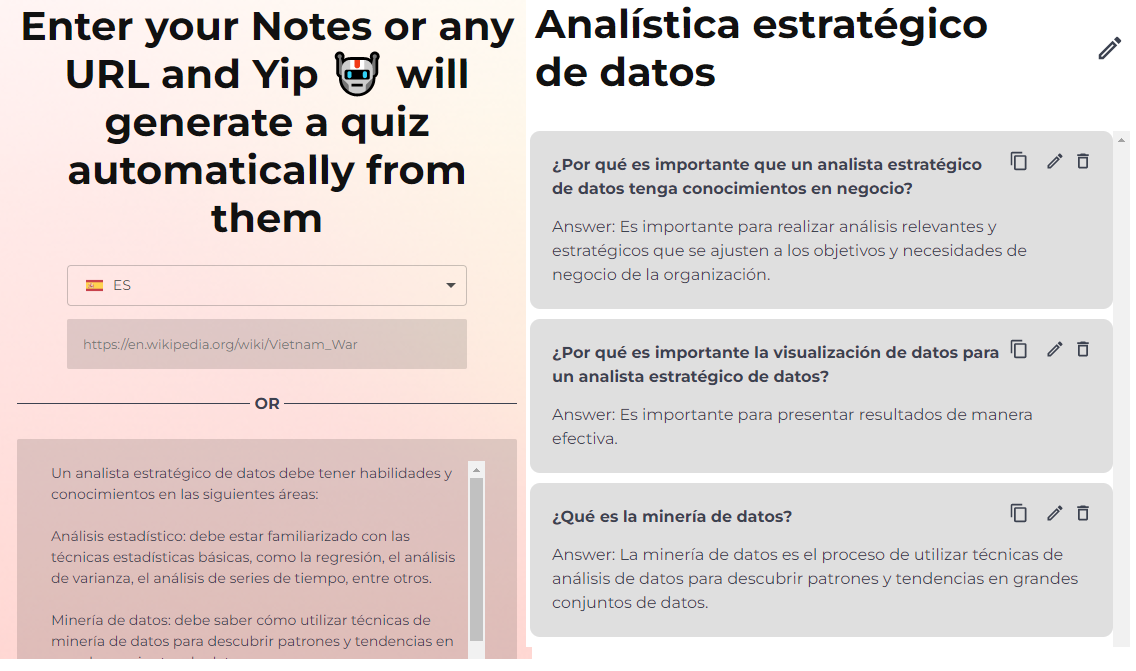 Enter your Notes or any
URL and Yip will
generate a quiz
automatically from
them
ES
https://en.wikipedia.org/wiki/Vietnam_War
OR
Un analista estratégico de datos debe tener habilidades y
conocimientos en las siguientes áreas:
Análisis estadístico: debe estar familiarizado con las
técnicas estadísticas básicas, como la regresión, el análisis
de varianza, el análisis de series de tiempo, entre otros.
Minería de datos: debe saber cómo utilizar técnicas de
minería de datos para descubrir patrones y tendencias en
Analística estratégico
de datos
¿Por qué es importante que un analista estratégico
de datos tenga conocimientos en negocio?
Answer: Es importante para realizar análisis relevantes y
estratégicos que se ajusten a los objetivos y necesidades de
negocio de la organización.
¿Por qué es importante la visualización de datos para
un analista estratégico de datos?
Answer: Es importante para presentar resultados de manera
efectiva.
¿Qué es la minería de datos?
Answer: La minería de datos es el proceso de utilizar técnicas de
análisis de datos para descubrir patrones y tendencias en grandes
conjuntos de datos.